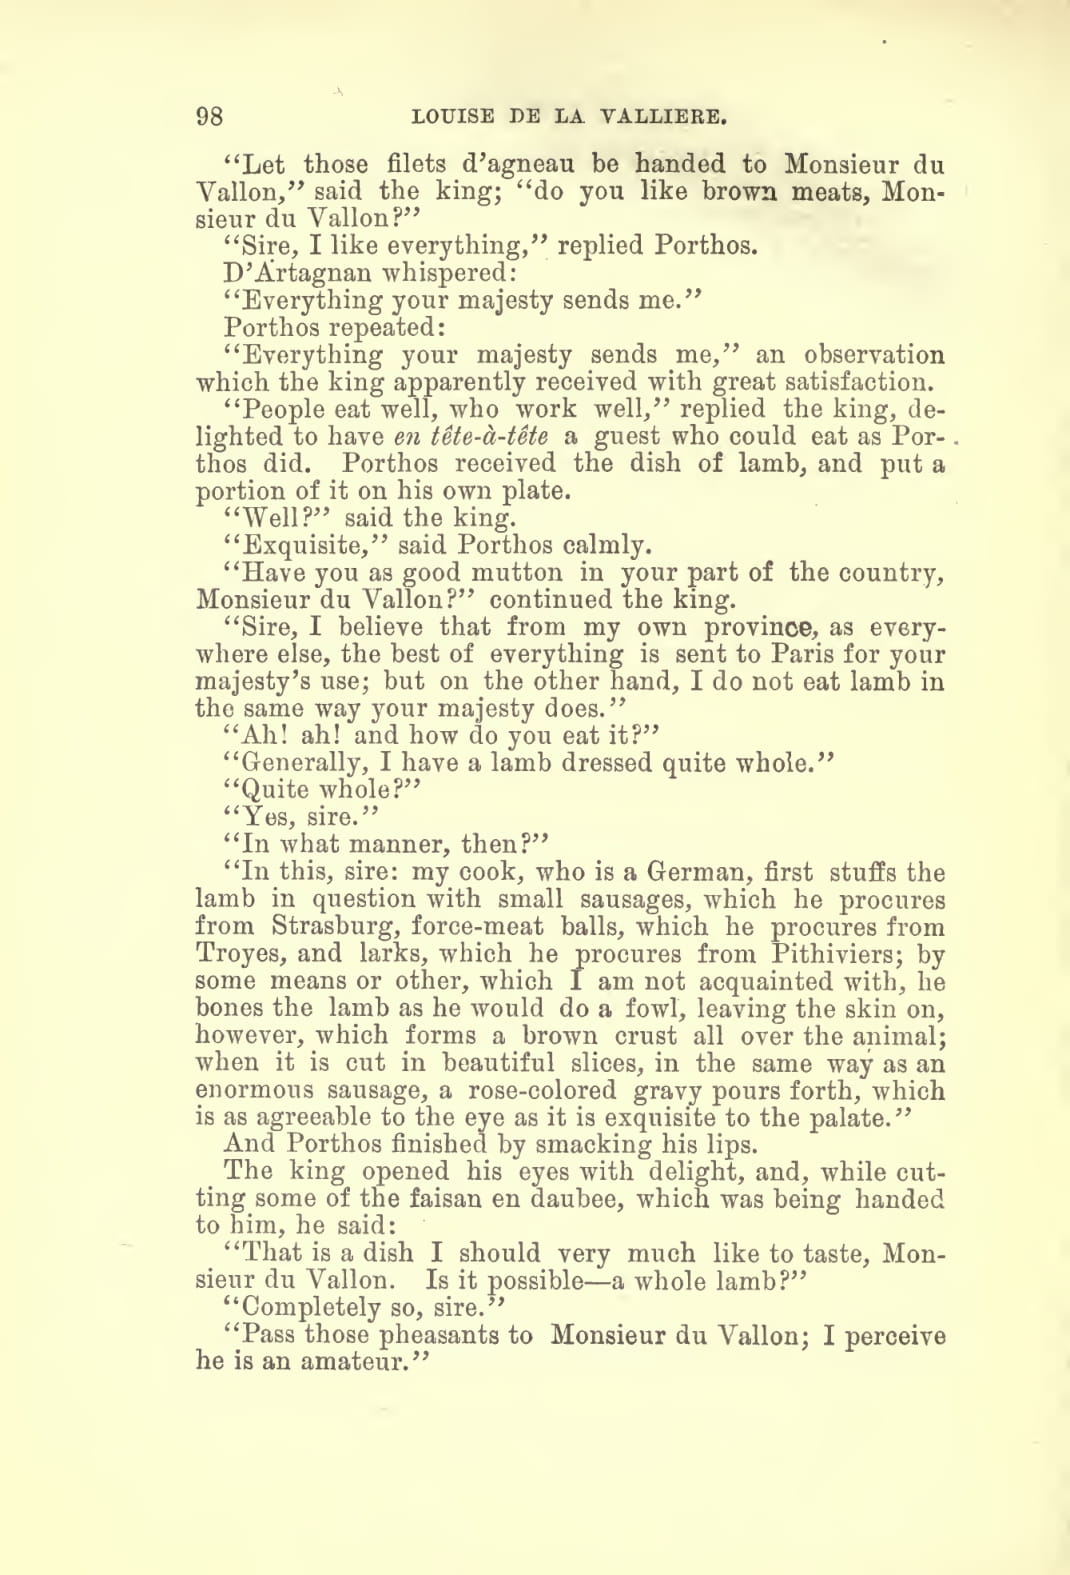 98 LOUISE DE LA VALLIERE.
“Let those filets d’agneau be handed to Monsieur du
Vallon,” said the king; “do you like brown meats, Mon-
sieur du Vallon?”
“Sire, I like everything,” replied Porthos.
D’Artagnan whispered:
“Everything your majesty sends me.”
Porthos repeated:
“Everything your majesty sends me,” an observation
which the king apparently received with great satisfaction.
“People eat well, who work well,” replied the king, de-
lighted to have en tête-à-tête a guest who could eat as Por-
thos did. Porthos received the dish of lamb, and put a
portion of it on his own plate.
“Well?” said the king.
“Exquisite,” said Porthos calmly.
“Have you as good mutton in your part of the country,
Monsieur du Vallon?” continued the king.
“Sire, I believe that from my own province, as every-
where else, the best of everything is sent to Paris for your
majesty’s use; but on the other hand, I do not eat lamb in
the same way your majesty does.”
“Ah! ah! and how do you eat it?”
“Generally, I have a lamb dressed quite whole.”
“Quite whole?”
“Yes, sire.”
“In what manner, then?”
“In this, sire: my cook, who is a German, first stuffs the
lamb in question with small sausages, which he procures
from Strasburg, force-meat balls, which he procures from
Troyes, and larks, which he procures from Pithiviers; by
some means or other, which I am not acquainted with, he
bones the lamb as he would do a fowl, leaving the skin on,
however, which forms a brown crust all over the animal;
when it is cut in beautiful slices, in the same way as an
enormous sausage, a rose-colored gravy pours forth, which
is as agreeable to the eye as it is exquisite to the palate.”
And Porthos finished by smacking his lips.
The king opened his eyes with delight, and, while cut-
ting some of the faisan en daubee, which was being handed
to him, he said:
“That is a dish I should very much like to taste, Mon-
sieur du Vallon. Is it possible—a whole lamb?”
“Completely so, sire.”
“Pass those pheasants to Monsieur du Vallon; I perceive
he is an amateur.”